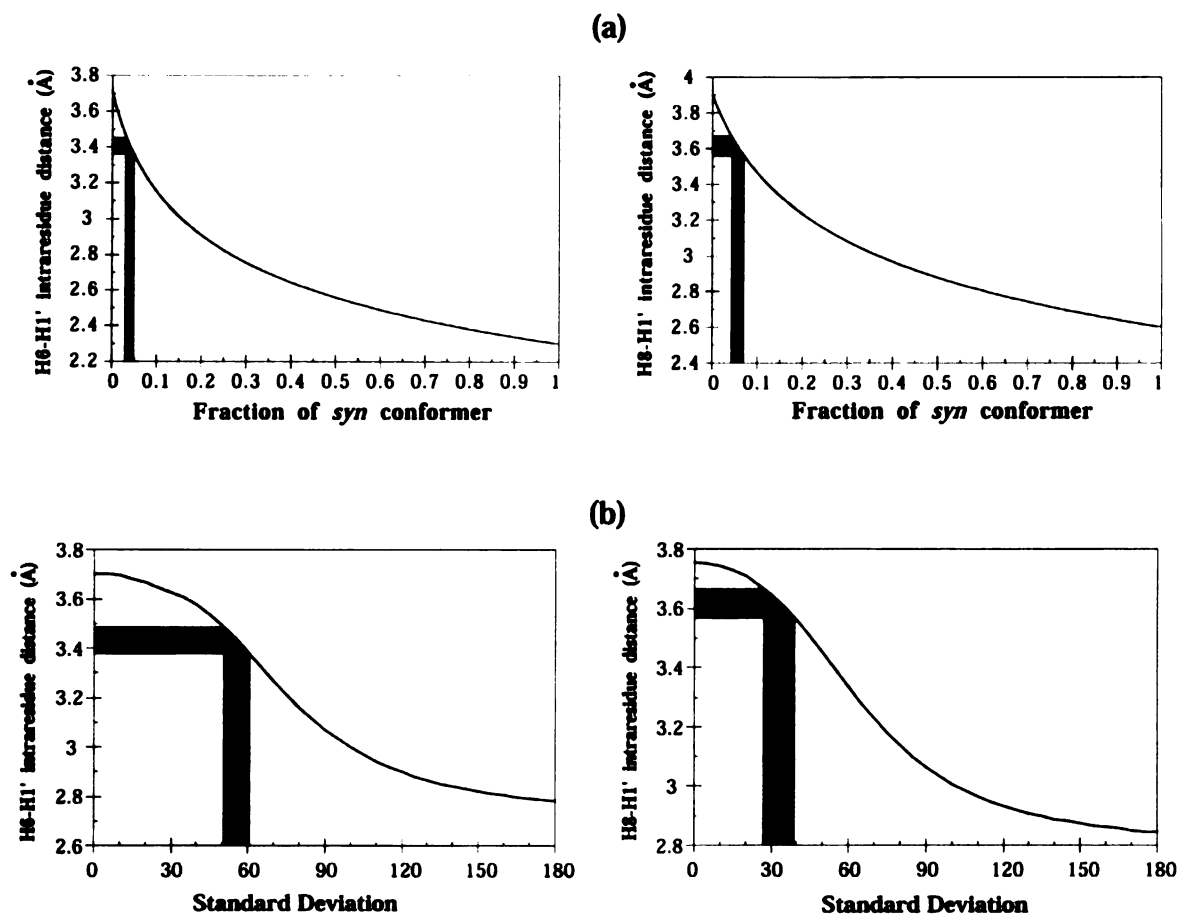 (a)
H6-H1' intraresidue distance (Å)
3.8
3.6
3.4
3.2
3
2.8
2.6
2.4
2.2
0 0.1 0.2 0.3 0.4 0.5 0.6 0.7 0.8 0.9 1
Fraction of syn conformer
H8-H1' intraresidue distance (Å)
4
3.8
3.6
3.4
3.2
3
2.8
2.6
2.4
0 0.1 0.2 0.3 0.4 0.5 0.6 0.7 0.8 0.9 1
Fraction of syn conformer
(b)
H6-H1' intraresidue distance (Å)
3.8
3.6
3.4
3.2
3
2.8
2.6
0 30 60 90 120 150 180
Standard Deviation
H8-H1' intraresidue distance (Å)
3.8
3.6
3.4
3.2
3
2.8
0 30 60 90 120 150 180
Standard Deviation